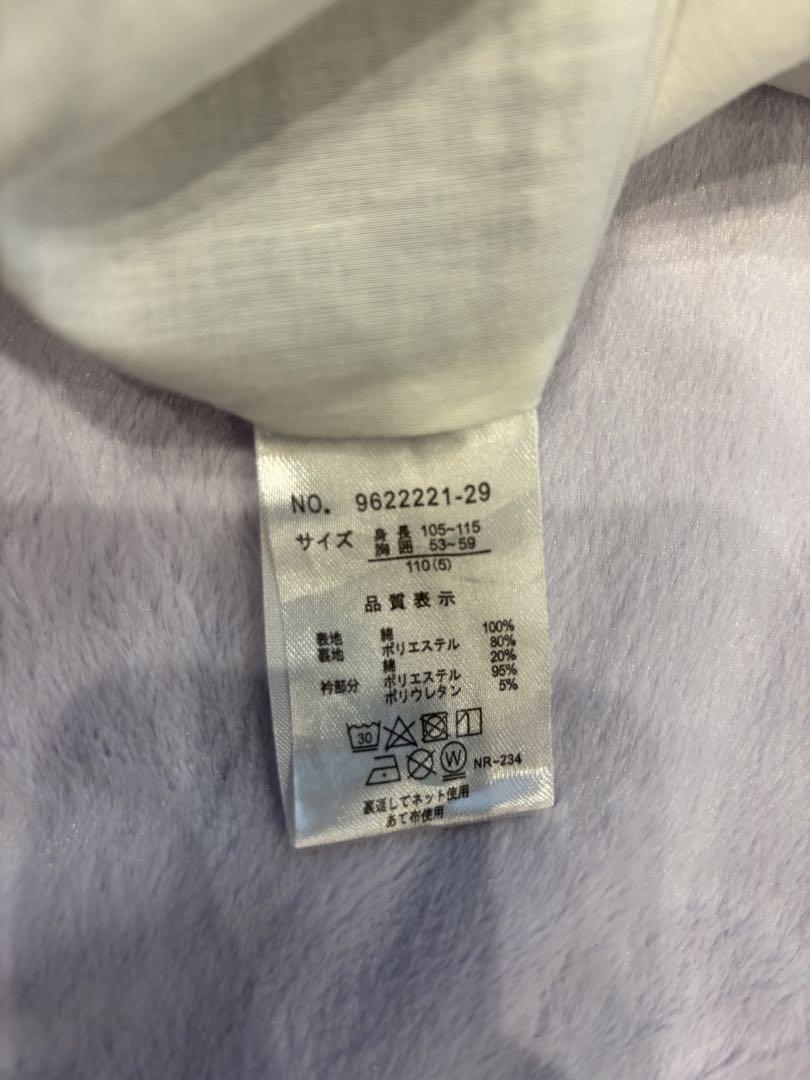 NO. 9622221-29
サイズ 身長 105~115
胸囲 53~59
110(5)
品質表示
表地 綿 100%
裏地 ポリエステル 80%
綿 20%
衿部分 ポリエステル 95%
ポリウレタン 5%
30
W NR-234
裏返してネット使用
あて布使用